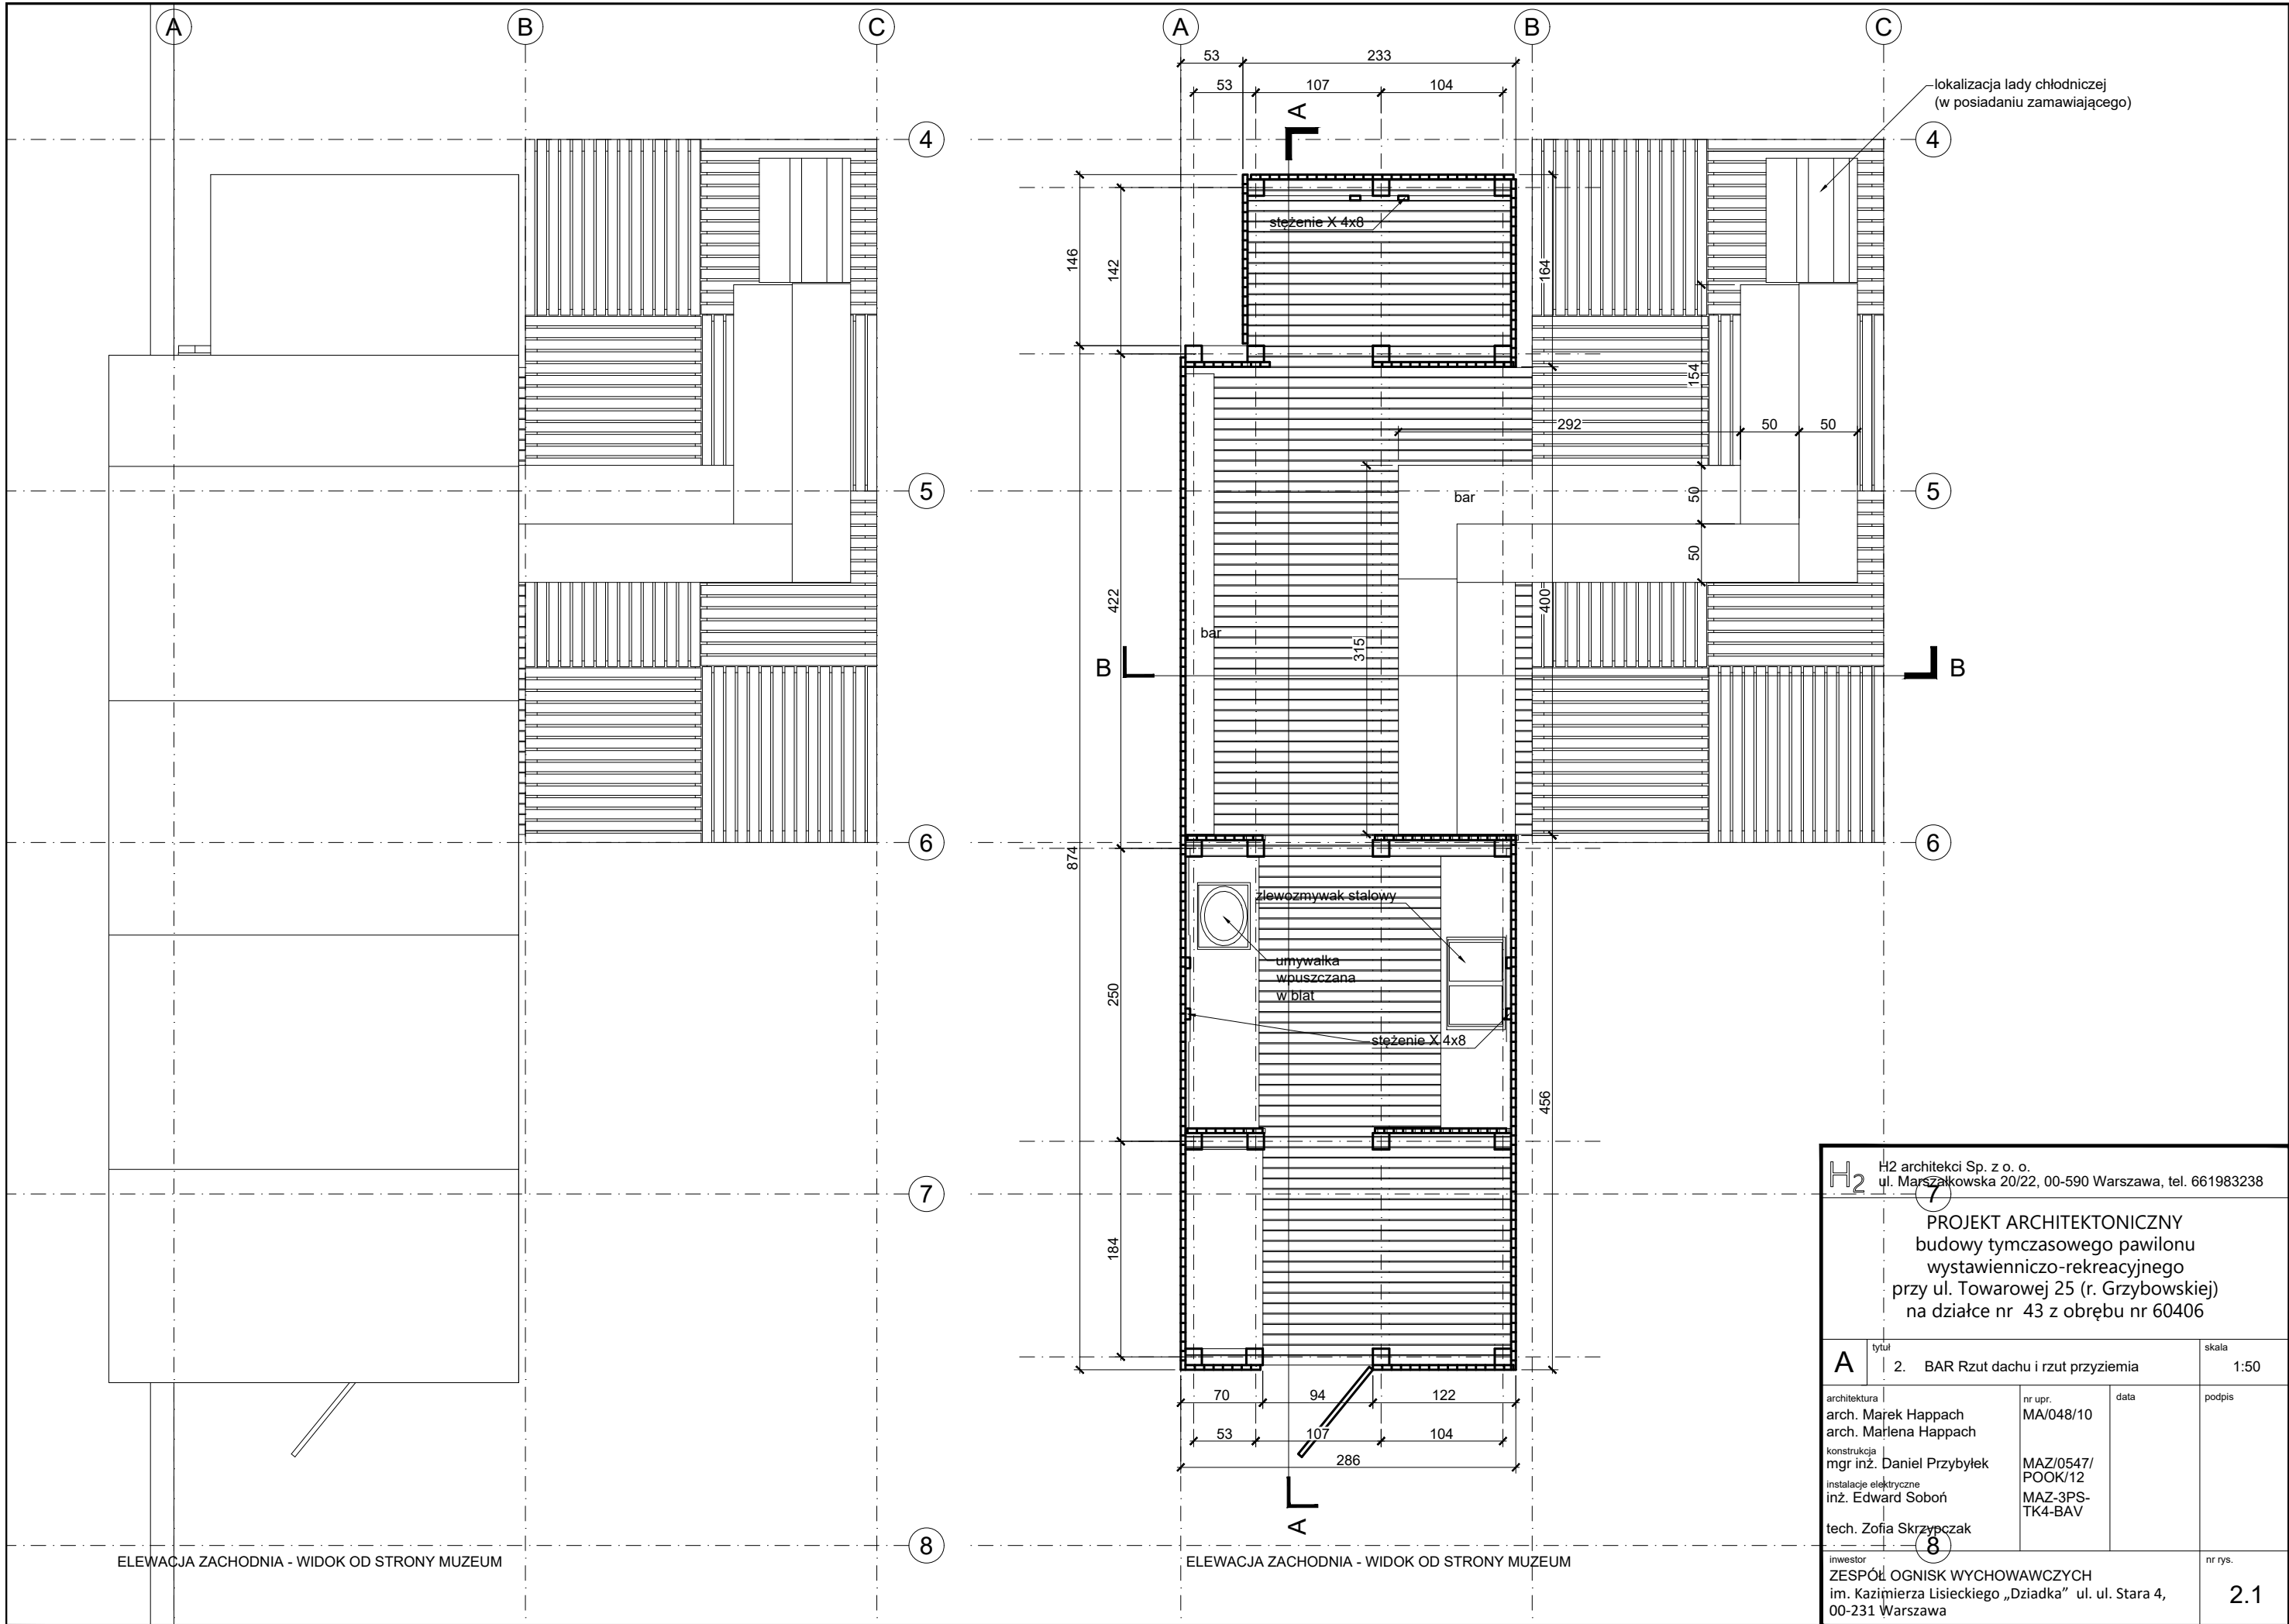 A
B
C
A
B
C
53
233
53
107
104
A
lokalizacja lady chłodniczej
(w posiadaniu zamawiającego)
4
4
stężenie X 4x8
146
142
164
154
292
50
50
5
bar
50
5
50
422
400
bar
315
B
B
6
874
6
zlewozmywak stalowy
umywalka
wpuszczana
w blat
250
stężenie X 4x8
456
7
184
70
94
122
53
107
104
286
A
8
ELEWACJA ZACHODNIA - WIDOK OD STRONY MUZEUM
ELEWACJA ZACHODNIA - WIDOK OD STRONY MUZEUM
H2
H2 architekci Sp. z o. o.
ul. Marszałkowska 20/22, 00-590 Warszawa, tel. 661983238
7
PROJEKT ARCHITEKTONICZNY
budowy tymczasowego pawilonu
wystawienniczo-rekreacyjnego
przy ul. Towarowej 25 (r. Grzybowskiej)
na działce nr 43 z obrębu nr 60406
A
tytuł
2. BAR Rzut dachu i rzut przyziemia
skala
1:50
architektura
arch. Marek Happach
arch. Marlena Happach
nr upr.
MA/048/10
data
podpis
konstrukcja
mgr inż. Daniel Przybyłek
MAZ/0547/
POOK/12
instalacje elektryczne
inż. Edward Soboń
MAZ-3PS-
TK4-BAV
tech. Zofia Skrzypczak
8
inwestor
ZESPÓŁ OGNISK WYCHOWAWCZYCH
im. Kazimierza Lisieckiego „Dziadka” ul. ul. Stara 4,
00-231 Warszawa
nr rys.
2.1